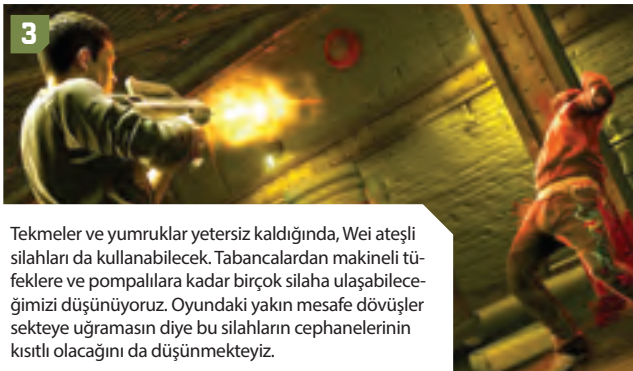 3
Tekmeler ve yumruklar yetersiz kaldığında, Wei ateşli
silahları da kullanabilecek. Tabancalardan makineli tü-
feklere ve pompalılara kadar birçok silaha ulaşabilece-
ğimizi düşünüyoruz. Oyundaki yakın mesafe dövüşler
sekteye uğramasın diye bu silahların cephanelerinin
kısıtlı olacağını da düşünmekteyiz.